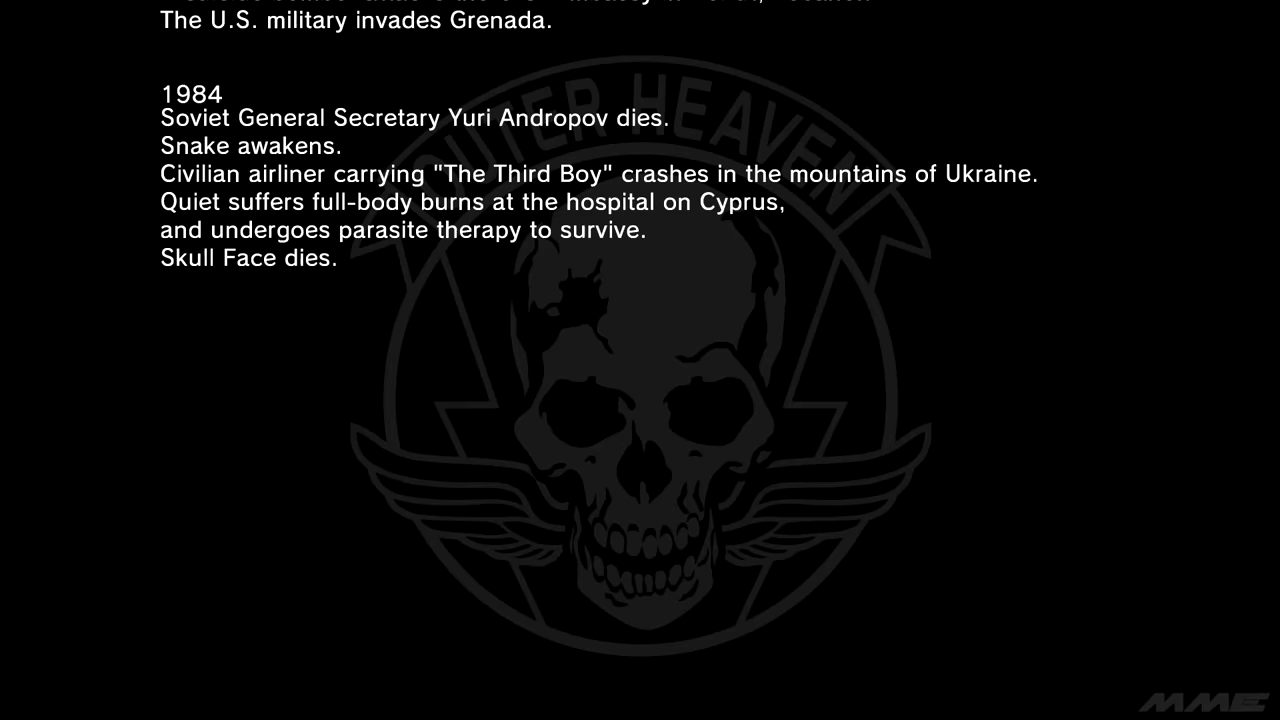 The U.S. military invades Grenada.
1984
Soviet General Secretary Yuri Andropov dies.
Snake awakens.
Civilian airliner carrying "The Third Boy" crashes in the mountains of Ukraine.
Quiet suffers full-body burns at the hospital on Cyprus,
and undergoes parasite therapy to survive.
Skull Face dies.
OUTER HEAVEN
MME